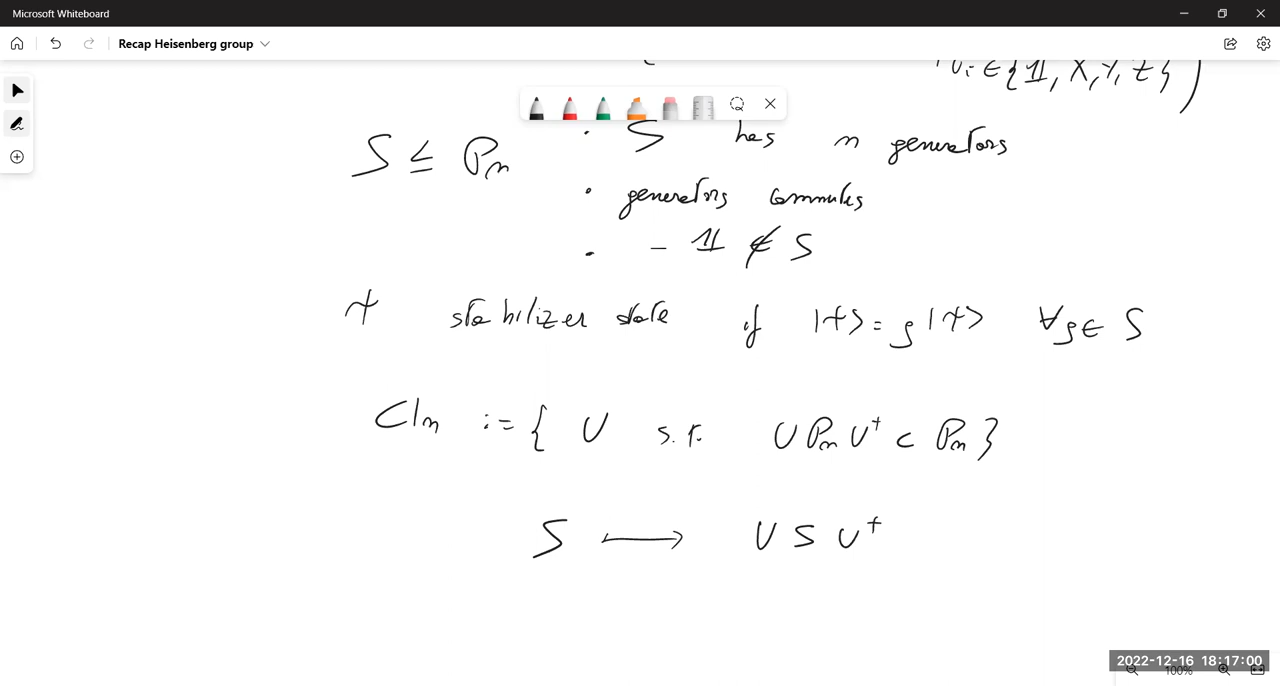 Microsoft Whiteboard
Recap Heisenberg group
σᵢ ∈ {𝟙, X, Y, Z} )
S ≤ Pₙ · S has n generators
· generators commutes
· − 𝟙 ∉ S
ψ stabilizer state if |ψ> = g |ψ> ∀g ∈ S
Clₙ := { U s.t. U Pₙ U† ⊂ Pₙ }
S ⟼ U S U†
2022-12-16 18:17:00
100%